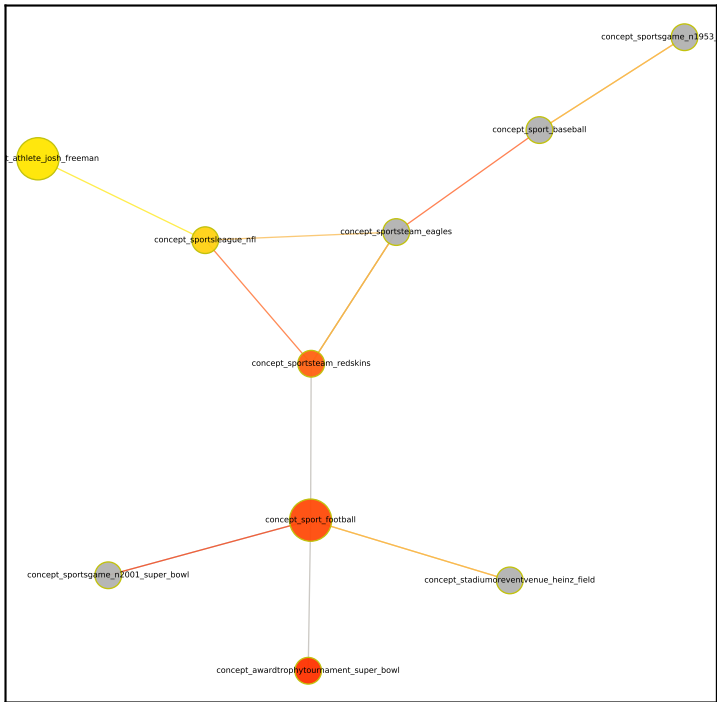 concept_sportsgame_n1953_
concept_sport_baseball
t_athlete_josh_freeman
concept_sportsteam_eagles
concept_sportsleague_nfl
concept_sportsteam_redskins
concept_sport_football
concept_sportsgame_n2001_super_bowl
concept_stadiumoreventvenue_heinz_field
concept_awardtrophytournament_super_bowl